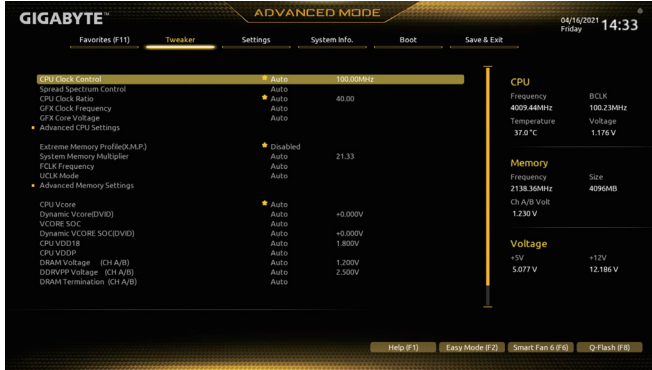 GIGABYTE™
ADVANCED MODE
04/16/2021
Friday
14:33
Favorites (F11) Tweaker Settings System Info. Boot Save & Exit
CPU Clock Control Auto 100.00MHz
Spread Spectrum Control Auto
CPU Clock Ratio Auto 40.00
GFX Clock Frequency Auto
GFX Core Voltage Auto
Advanced CPU Settings
Extreme Memory Profile(X.M.P.) Disabled
System Memory Multiplier Auto 21.33
FCLK Frequency Auto
UCLK Mode Auto
Advanced Memory Settings
CPU Vcore Auto
Dynamic Vcore(DVID) Auto +0.000V
VCORE SOC Auto
Dynamic VCORE SOC(DVID) Auto +0.000V
CPU VDD18 Auto 1.800V
CPU VDDP Auto
DRAM Voltage (CH A/B) Auto 1.200V
DDRVPP Voltage (CH A/B) Auto 2.500V
DRAM Termination (CH A/B) Auto
CPU
Frequency BCLK
4009.44MHz 100.23MHz
Temperature Voltage
37.0 °C 1.176 V
Memory
Frequency Size
2138.36MHz 4096MB
Ch A/B Volt
1.230 V
Voltage
+5V +12V
5.077 V 12.186 V
Help (F1) Easy Mode (F2) Smart Fan 6 (F6) Q-Flash (F8)